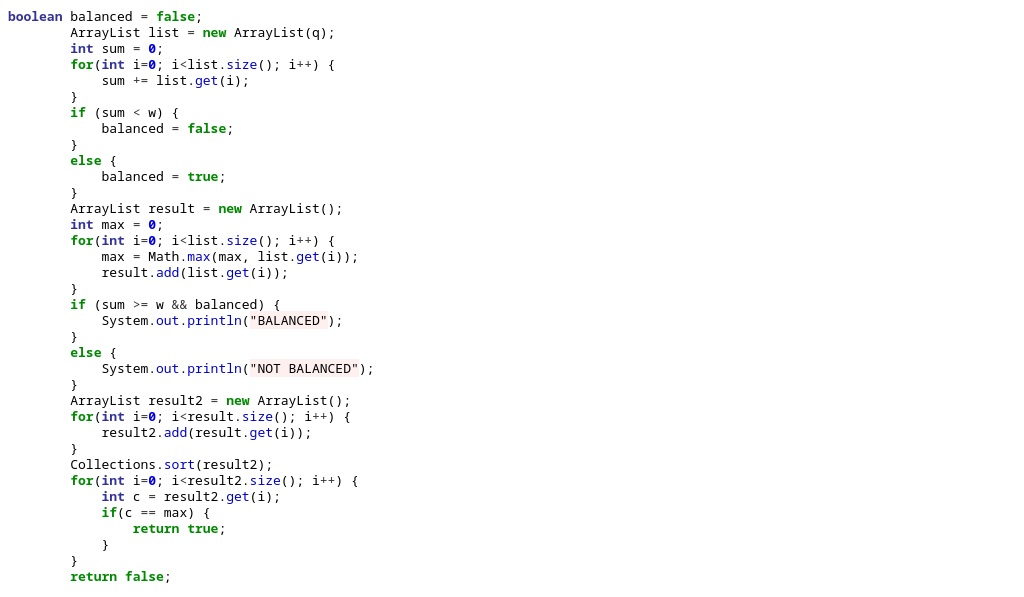 boolean balanced = false;
        ArrayList list = new ArrayList(q);
        int sum = 0;
        for(int i=0; i<list.size(); i++) {
            sum += list.get(i);
        }
        if (sum < w) {
            balanced = false;
        }
        else {
            balanced = true;
        }
        ArrayList result = new ArrayList();
        int max = 0;
        for(int i=0; i<list.size(); i++) {
            max = Math.max(max, list.get(i));
            result.add(list.get(i));
        }
        if (sum >= w && balanced) {
            System.out.println("BALANCED");
        }
        else {
            System.out.println("NOT BALANCED");
        }
        ArrayList result2 = new ArrayList();
        for(int i=0; i<result.size(); i++) {
            result2.add(result.get(i));
        }
        Collections.sort(result2);
        for(int i=0; i<result2.size(); i++) {
            int c = result2.get(i);
            if(c == max) {
                return true;
            }
        }
        return false;